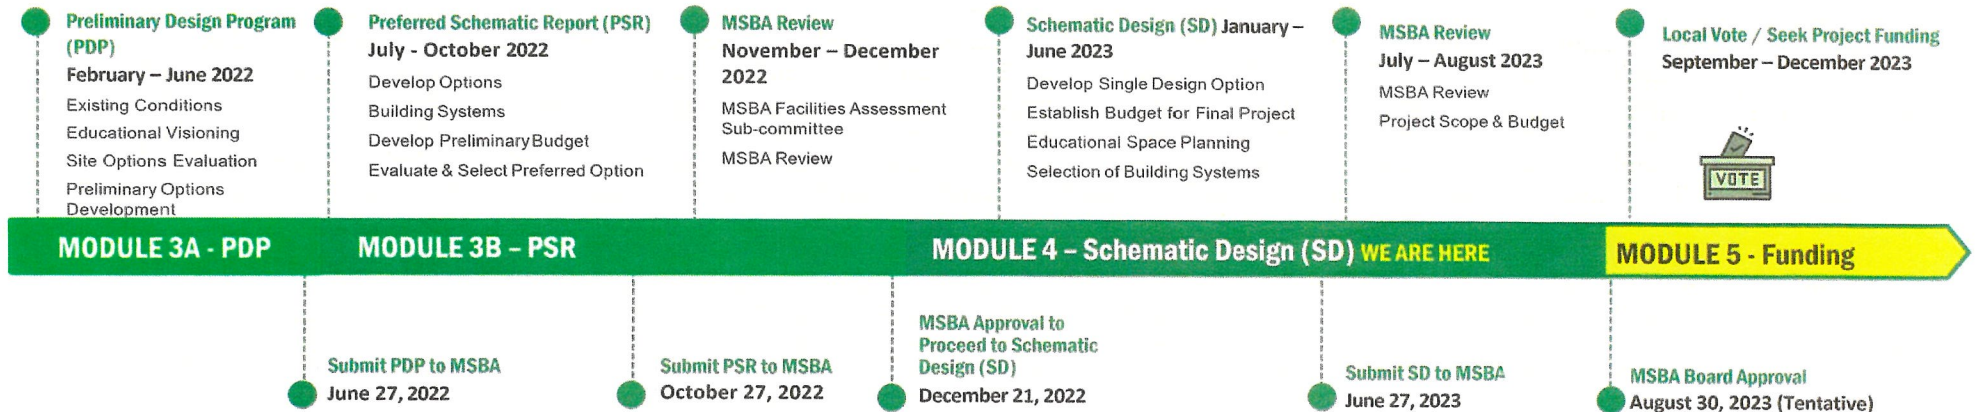 Preliminary Design Program
(PDP)
February – June 2022
Existing Conditions
Educational Visioning
Site Options Evaluation
Preliminary Options
Development
Preferred Schematic Report (PSR)
July - October 2022
Develop Options
Building Systems
Develop Preliminary Budget
Evaluate & Select Preferred Option
MSBA Review
November – December
2022
MSBA Facilities Assessment
Sub-committee
MSBA Review
Schematic Design (SD) January –
June 2023
Develop Single Design Option
Establish Budget for Final Project
Educational Space Planning
Selection of Building Systems
MSBA Review
July – August 2023
MSBA Review
Project Scope & Budget
Local Vote / Seek Project Funding
September – December 2023
VOTE
MODULE 3A - PDP
MODULE 3B – PSR
MODULE 4 – Schematic Design (SD) WE ARE HERE
MODULE 5 - Funding
Submit PDP to MSBA
June 27, 2022
Submit PSR to MSBA
October 27, 2022
MSBA Approval to
Proceed to Schematic
Design (SD)
December 21, 2022
Submit SD to MSBA
June 27, 2023
MSBA Board Approval
August 30, 2023 (Tentative)